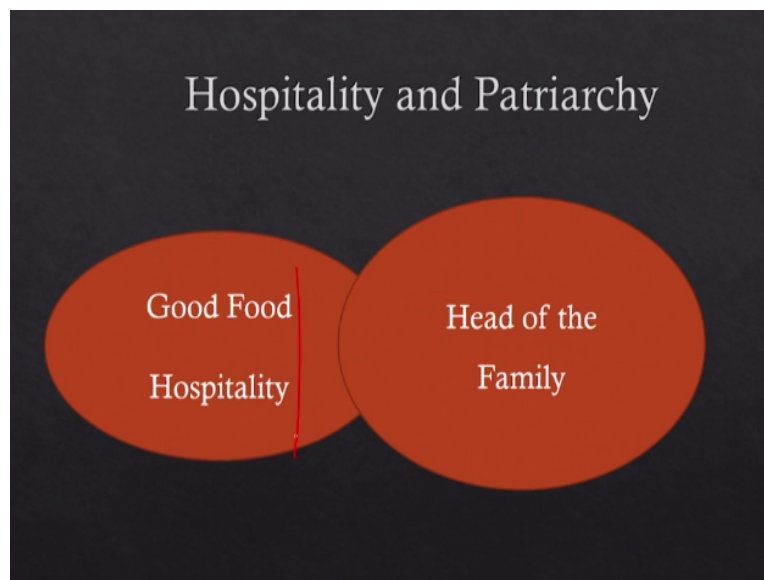 Hospitality and Patriarchy
Good Food
Hospitality
Head of the
Family